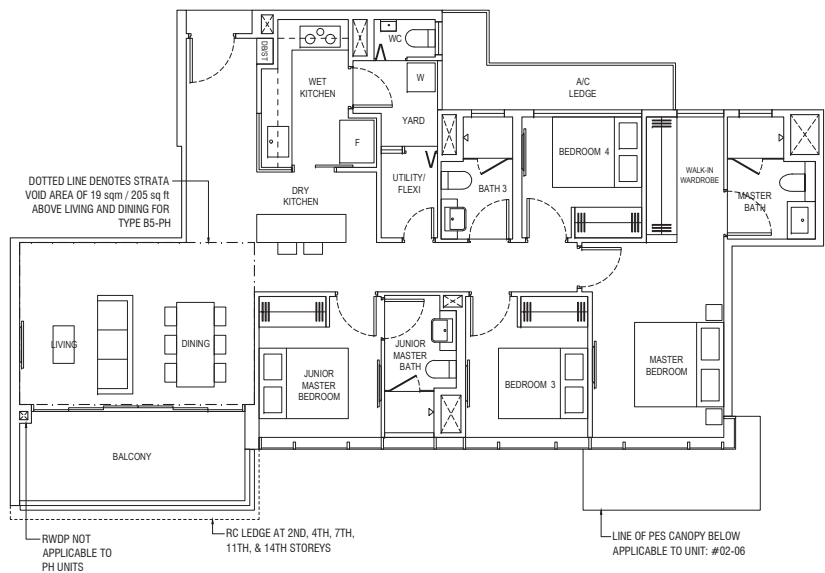 WC
DBST
WET
KITCHEN
W
A/C
LEDGE
YARD
F
BEDROOM 4
UTILITY/
FLEXI
BATH 3
WALK-IN
WARDROBE
MASTER
BATH
DOTTED LINE DENOTES STRATA
VOID AREA OF 19 sqm / 205 sq ft
ABOVE LIVING AND DINING FOR
TYPE B5-PH
DRY
KITCHEN
LIVING
DINING
JUNIOR
MASTER
BATH
JUNIOR
MASTER
BEDROOM
BEDROOM 3
MASTER
BEDROOM
BALCONY
RWDP NOT
APPLICABLE TO
PH UNITS
RC LEDGE AT 2ND, 4TH, 7TH,
11TH, & 14TH STOREYS
LINE OF PES CANOPY BELOW
APPLICABLE TO UNIT: #02-06